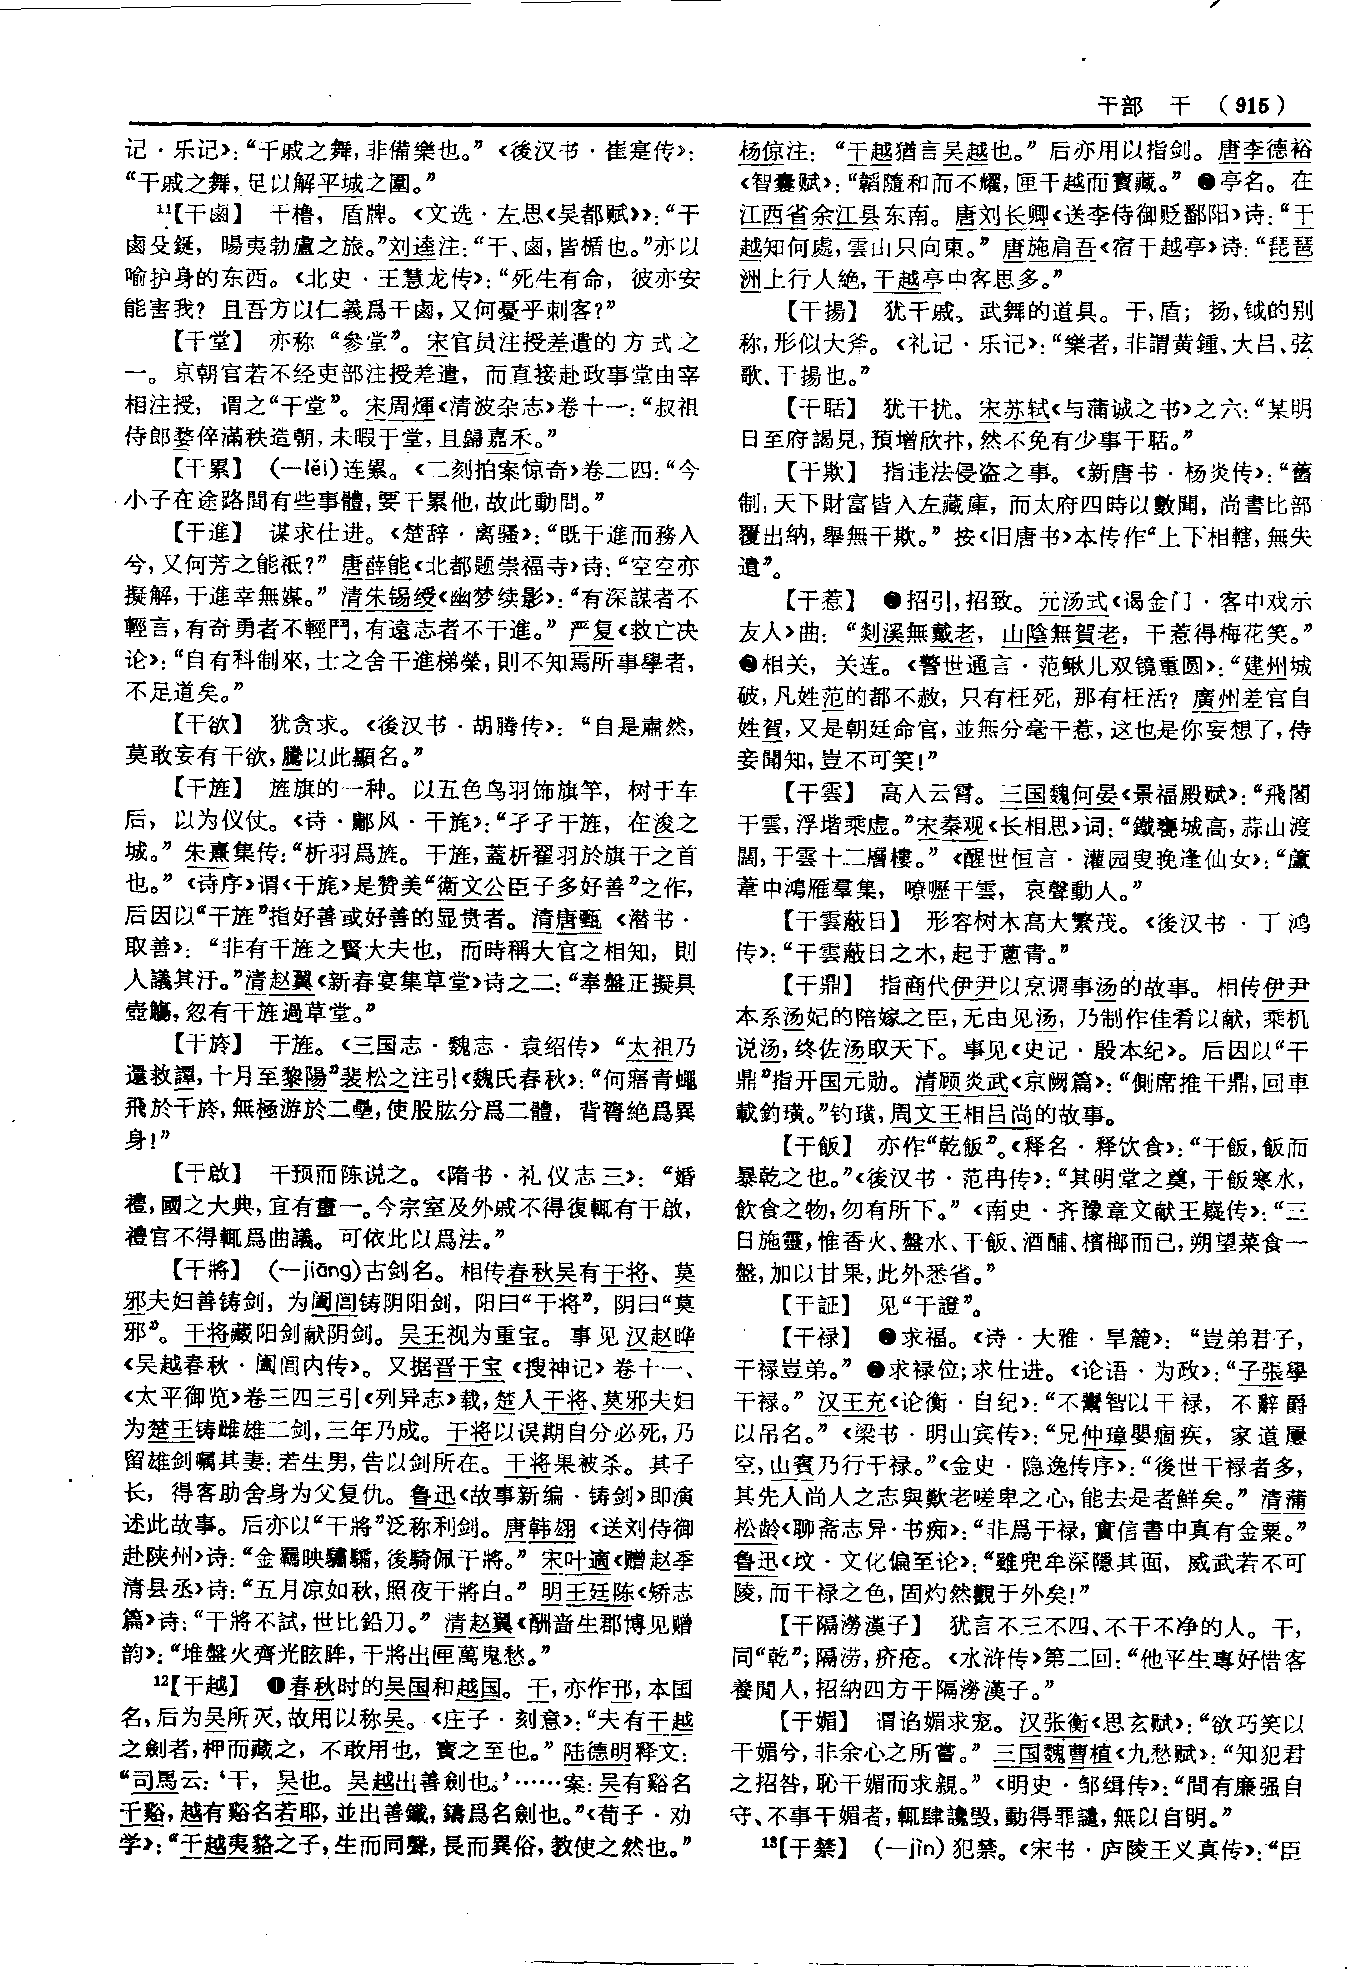 干部　干　（915）
记·乐记》：“干戚之舞，非備樂也。”《後汉书·崔寔传》：
“干戚之舞，足以解平城之圍。”
11【干鹵】　干橹，盾牌。《文选·左思〈吴都赋〉》：“干
鹵殳鋋，暘夷勃盧之旅。”刘逵注：“干、鹵，皆楯也。”亦以
喻护身的东西。《北史·王慧龙传》：“死生有命，彼亦安
能害我？且吾方以仁義爲干鹵，又何憂乎刺客？”
【干堂】　亦称“參堂”。宋官员注授差遣的方式之
一。京朝官若不经吏部注授差遣，而直接赴政事堂由宰
相注授，谓之“干堂”。宋周煇《清波杂志》卷十一：“叔祖
侍郎婺倅滿秩造朝，未暇干堂，且歸嘉禾。”
【干累】　（—lěi）连累。《二刻拍案惊奇》卷二四：“今
小子在途路間有些事體，要干累他，故此動問。”
【干進】　谋求仕进。《楚辞·离骚》：“既干進而務入
兮，又何芳之能祗？”唐薛能《北都题崇福寺》诗：“空空亦
擬解，干進幸無媒。”清朱锡绶《幽梦续影》：“有深謀者不
輕言，有奇勇者不輕鬥，有遠志者不干進。”严复《救亡决
论》：“自有科制來，士之舍干進梯榮，則不知焉所事學者，
不足道矣。”
【干欲】　犹贪求。《後汉书·胡腾传》：“自是肅然，
莫敢妄有干欲，騰以此顯名。”
【干旌】　旌旗的一种。以五色鸟羽饰旗竿，树于车
后，以为仪仗。《诗·鄘风·干旄》：“孑孑干旌，在浚之
城。”朱熹集传：“析羽爲旌。干旌，蓋析翟羽於旗干之首
也。”《诗序》谓《干旄》是赞美“衛文公臣子多好善”之作，
后因以“干旌”指好善或好善的显贵者。清唐甄《潜书·
取善》：“非有干旌之賢大夫也，而時稱大官之相知，則
人議其汙。”清赵翼《新春宴集草堂》诗之二：“奉盤正擬具
壺觴，忽有干旌過草堂。”
【干旍】　干旌。《三国志·魏志·袁绍传》“太祖乃
還救譚，十月至黎陽”裴松之注引《魏氏春秋》：“何寤青蠅
飛於干旍，無極游於二壘，使股肱分爲二體，背膂絶爲異
身！”
【干啟】　干预而陈说之。《隋书·礼仪志三》：“婚
禮，國之大典，宜有畫一。今宗室及外戚不得復輒有干啟，
禮官不得輒爲曲議。可依此以爲法。”
【干將】　（—jiāng）古剑名。相传春秋吴有干将、莫
邪夫妇善铸剑，为阖闾铸阴阳剑，阳曰“干将”，阴曰“莫
邪”。干将藏阳剑献阴剑。吴王视为重宝。事见汉赵晔
《吴越春秋·阖闾内传》。又据晋干宝《搜神记》卷十一、
《太平御览》卷三四三引《列异志》载，楚人干将、莫邪夫妇
为楚王铸雌雄二剑，三年乃成。干将以误期自分必死，乃
留雄剑嘱其妻：若生男，告以剑所在。干将果被杀。其子
长，得客助舍身为父复仇。鲁迅《故事新编·铸剑》即演
述此故事。后亦以“干將”泛称利剑。唐韩翃《送刘侍御
赴陕州》诗：“金羈映驌驦，後騎佩干將。”宋叶適《赠赵季
清县丞》诗：“五月凉如秋，照夜干將白。”明王廷陈《矫志
篇》诗：“干將不試，世比鉛刀。”清赵翼《酬啬生郡博见赠
韵》：“堆盤火齊光眩眸，干將出匣萬鬼愁。”
12【干越】　❶春秋时的吴国和越国。干，亦作邗，本国
名，后为吴所灭，故用以称吴。《庄子·刻意》：“夫有干越
之劍者，柙而藏之，不敢用也，寳之至也。”陆德明释文：
“司馬云：‘干，吴也。吴越出善劍也。’……案：吴有谿名
干谿，越有谿名若耶，並出善鐵，鑄爲名劍也。”《荀子·劝
学》：“干越夷貉之子，生而同聲，長而異俗，教使之然也。”
杨倞注：“干越猶言吴越也。”后亦用以指剑。唐李德裕
《智囊赋》：“韜隨和而不耀，匣干越而寳藏。”❷亭名。在
江西省余江县东南。唐刘长卿《送李侍御贬鄱阳》诗：“干
越知何處，雲山只向東。”唐施肩吾《宿干越亭》诗：“琵琶
洲上行人絶，干越亭中客思多。”
【干揚】　犹干戚。武舞的道具。干，盾；扬，钺的别
称，形似大斧。《礼记·乐记》：“樂者，非謂黄鍾、大吕、弦
歌、干揚也。”
【干聒】　犹干扰。宋苏轼《与蒲诚之书》之六：“某明
日至府謁見，預增欣抃，然不免有少事干聒。”
【干欺】　指违法侵盗之事。《新唐书·杨炎传》：“舊
制，天下財富皆入左藏庫，而太府四時以數聞，尚書比部
覆出納，舉無干欺。”按《旧唐书》本传作“上下相轄，無失
遺”。
【干惹】　❶招引，招致。元汤式《谒金门·客中戏示
友人》曲：“剡溪無戴老，山陰無賀老，干惹得梅花笑。”
❷相关，关连。《警世通言·范鳅儿双镜重圆》：“建州城
破，凡姓范的都不赦，只有枉死，那有枉活？廣州差官自
姓賀，又是朝廷命官，並無分毫干惹，这也是你妄想了，侍
妾聞知，豈不可笑！”
【干雲】　高入云霄。三国魏何晏《景福殿赋》：“飛閣
干雲，浮堦乘虚。”宋秦观《长相思》词：“鐵甕城高，蒜山渡
闊，干雲十二層樓。”《醒世恒言·灌园叟晚逢仙女》：“蘆
葦中鴻雁羣集，嘹嚦干雲，哀聲動人。”
【干雲蔽日】　形容树木高大繁茂。《後汉书·丁鸿
传》：“干雲蔽日之木，起于蔥青。”
【干鼎】　指商代伊尹以烹调事汤的故事。相传伊尹
本系汤妃的陪嫁之臣，无由见汤，乃制作佳肴以献，乘机
说汤，终佐汤取天下。事见《史记·殷本纪》。后因以“干
鼎”指开国元勋。清顾炎武《京阙篇》：“側席推干鼎，回車
載釣璜。”钓璜，周文王相吕尚的故事。
【干飯】　亦作“乾飯”。《释名·释饮食》：“干飯，飯而
暴乾之也。”《後汉书·范冉传》：“其明堂之奠，干飯寒水，
飲食之物，勿有所下。”《南史·齐豫章文献王嶷传》：“三
日施靈，惟香火、盤水、干飯、酒脯、檳榔而已，朔望菜食一
盤，加以甘果，此外悉省。”
【干証】　见“干證”。
【干禄】　❶求福。《诗·大雅·旱麓》：“豈弟君子，
干禄豈弟。”❷求禄位；求仕进。《论语·为政》：“子張學
干禄。”汉王充《论衡·自纪》：“不鬻智以干禄，不辭爵
以吊名。”《梁书·明山宾传》：“兄仲璋嬰痼疾，家道屢
空，山賓乃行干禄。”《金史·隐逸传序》：“後世干禄者多，
其先人尚人之志與歎老嗟卑之心，能去是者鮮矣。”清蒲
松龄《聊斋志异·书痴》：“非爲干禄，實信書中真有金粟。”
鲁迅《坟·文化偏至论》：“雖兜牟深隱其面，威武若不可
陵，而干禄之色，固灼然觀于外矣！”
【干隔澇漢子】　犹言不三不四、不干不净的人。干，
同“乾”；隔涝，疥疮。《水浒传》第二回：“他平生專好惜客
養閒人，招納四方干隔澇漢子。”
【干媚】　谓谄媚求宠。汉张衡《思玄赋》：“欲巧笑以
干媚兮，非余心之所嘗。”三国魏曹植《九愁赋》：“知犯君
之招咎，恥干媚而求親。”《明史·邹缉传》：“間有廉强自
守、不事干媚者，輒肆讒毁，動得罪譴，無以自明。”
13【干禁】　（—jìn）犯禁。《宋书·庐陵王义真传》：“臣